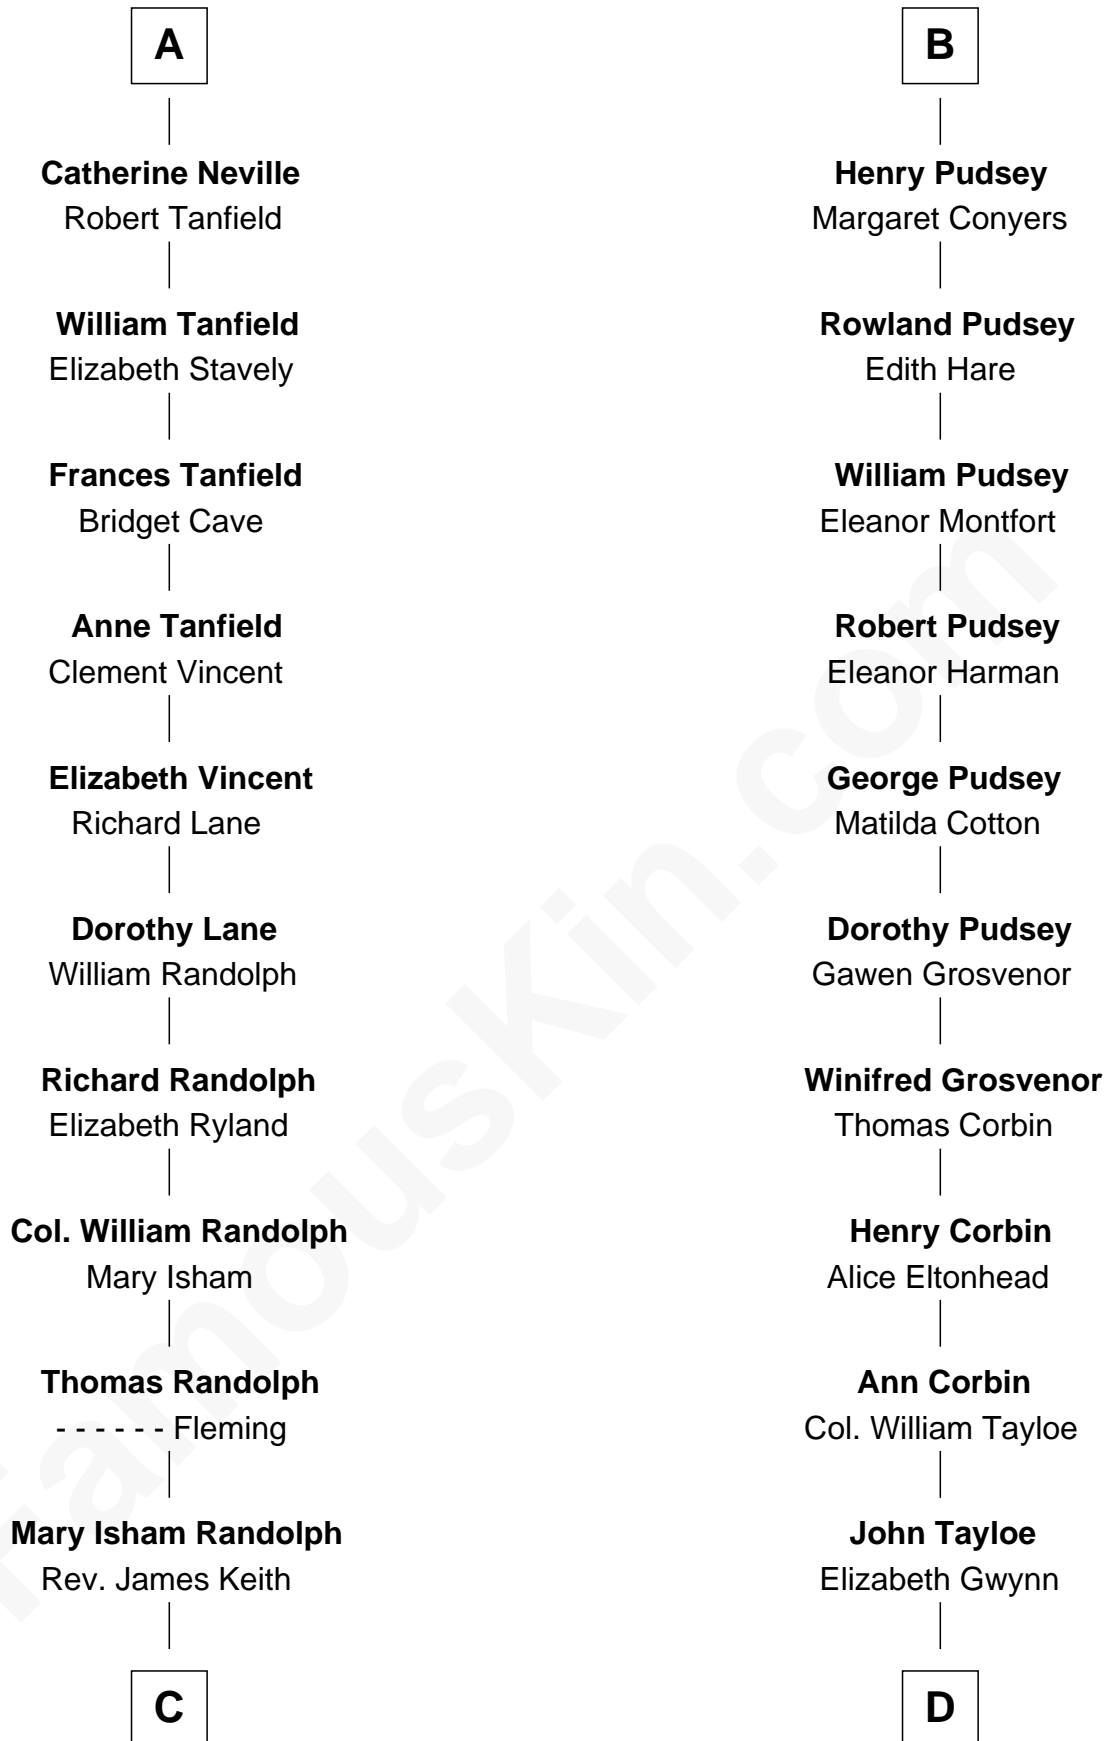 A
Catherine Neville
Robert Tanfield
William Tanfield
Elizabeth Stavely
Frances Tanfield
Bridget Cave
Anne Tanfield
Clement Vincent
Elizabeth Vincent
Richard Lane
Dorothy Lane
William Randolph
Richard Randolph
Elizabeth Ryland
Col. William Randolph
Mary Isham
Thomas Randolph
- - - - - - Fleming
Mary Isham Randolph
Rev. James Keith
C
B
Henry Pudsey
Margaret Conyers
Rowland Pudsey
Edith Hare
William Pudsey
Eleanor Montfort
Robert Pudsey
Eleanor Harman
George Pudsey
Matilda Cotton
Dorothy Pudsey
Gawen Grosvenor
Winifred Grosvenor
Thomas Corbin
Henry Corbin
Alice Eltonhead
Ann Corbin
Col. William Tayloe
John Tayloe
Elizabeth Gwynn
D
FamousKin.com